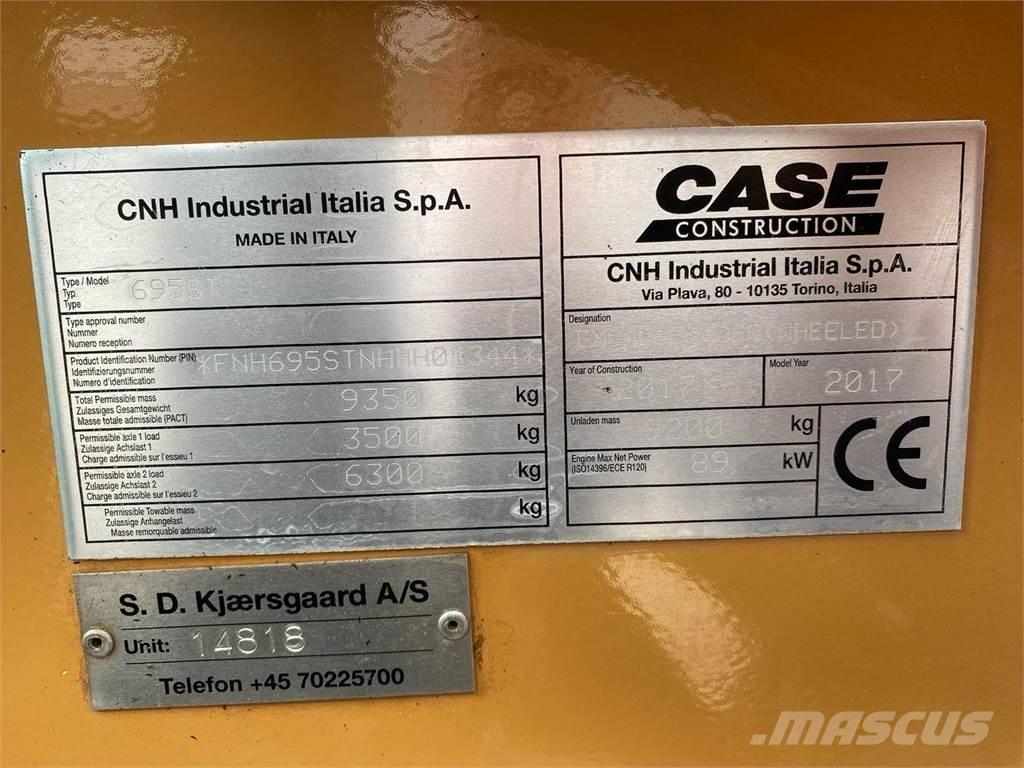 CNH Industrial Italia S.p.A.
MADE IN ITALY
Type / Model
Typ
Type
695ST
Type approval number
Nummer
Numero reception
Product Identification Number (PIN)
Identifizierungsnummer
Numero d'identification
Total Permissible mass
Zulassiges Gesamtgewicht
Masse totale admissible (PACT)
9350 kg
Permissible axle 1 load
Zulassige Achslast 1
Charge admissible sur l'essieu 1
3500 kg
Permissible axle 2 load
Zulassige Achslast 2
Charge admissible sur l'essieu 2
6300 kg
Permissible Towable mass
Zulassige Anhangelast
Masse remorquable admissible
kg
CASE
CONSTRUCTION
CNH Industrial Italia S.p.A.
Via Plava, 80 - 10135 Torino, Italia
Designation
Year of Construction
2017
Model Year
2017
Unladen mass
kg
Engine Max Net Power
(ISO14396/ECE R120)
89 kW
CE
S. D. Kjærsgaard A/S
Unit: 14818
Telefon +45 70225700
MASCUS